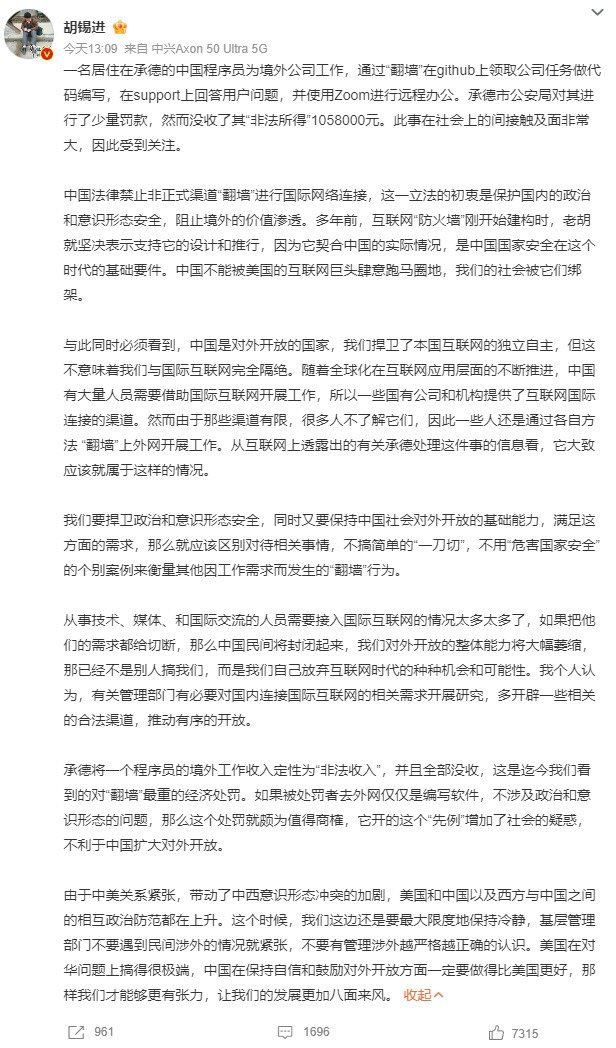 胡锡进
今天13:09 来自 中兴Axon 50 Ultra 5G
一名居住在承德的中国程序员为境外公司工作，通过“翻墙”在github上领取公司任务做代
码编写，在support上回答用户问题，并使用Zoom进行远程办公。承德市公安局对其进
行了少量罚款，然而没收了其“非法所得”1058000元。此事在社会上的间接触及面非常
大，因此受到关注。
中国法律禁止非正式渠道“翻墙”进行国际网络连接，这一立法的初衷是保护国内的政治
和意识形态安全，阻止境外的价值渗透。多年前，互联网“防火墙”刚开始建构时，老胡
就坚决表示支持它的设计和推行，因为它契合中国的实际情况，是中国国家安全在这个
时代的基础要件。中国不能被美国的互联网巨头肆意跑马圈地，我们的社会被它们绑
架。
与此同时必须看到，中国是对外开放的国家，我们捍卫了本国互联网的独立自主，但这
不意味着我们与国际互联网完全隔绝。随着全球化在互联网应用层面的不断推进，中国
有大量人员需要借助国际互联网开展工作，所以一些国有公司和机构提供了互联网国际
连接的渠道。然而由于那些渠道有限，很多人不了解它们，因此一些人还是通过各自方
法 “翻墙”上外网开展工作。从互联网上透露出的有关承德处理这件事的信息看，它大致
应该就属于这样的情况。
我们要捍卫政治和意识形态安全，同时又要保持中国社会对外开放的基础能力，满足这
方面的需求，那么就应该区别对待相关事情，不搞简单的“一刀切”，不用“危害国家安全”
的个别案例来衡量其他因工作需求而发生的“翻墙”行为。
从事技术、媒体、和国际交流的人员需要接入国际互联网的情况太多太多了，如果把他
们的需求都给切断，那么中国民间将封闭起来，我们对外开放的整体能力将大幅萎缩，
那已经不是别人搞我们，而是我们自己放弃互联网时代的种种机会和可能性。我个人认
为，有关管理部门有必要对国内连接国际互联网的相关需求开展研究，多开辟一些相关
的合法渠道，推动有序的开放。
承德将一个程序员的境外工作收入定性为“非法收入”，并且全部没收，这是迄今我们看
到的对“翻墙”最重的经济处罚。如果被处罚者去外网仅仅是编写软件，不涉及政治和意
识形态的问题，那么这个处罚就颇为值得商榷，它开的这个“先例”增加了社会的疑惑，
不利于中国扩大对外开放。
由于中美关系紧张，带动了中西意识形态冲突的加剧，美国和中国以及西方与中国之间
的相互政治防范都在上升。这个时候，我们这边还是要最大限度地保持冷静，基层管理
部门不要遇到民间涉外的情况就紧张，不要有管理涉外越严格越正确的认识。美国在对
华问题上搞得很极端，中国在保持自信和鼓励对外开放方面一定要做得比美国更好，那
样我们才能够更有张力，让我们的发展更加八面来风。 收起
961 1696 7315